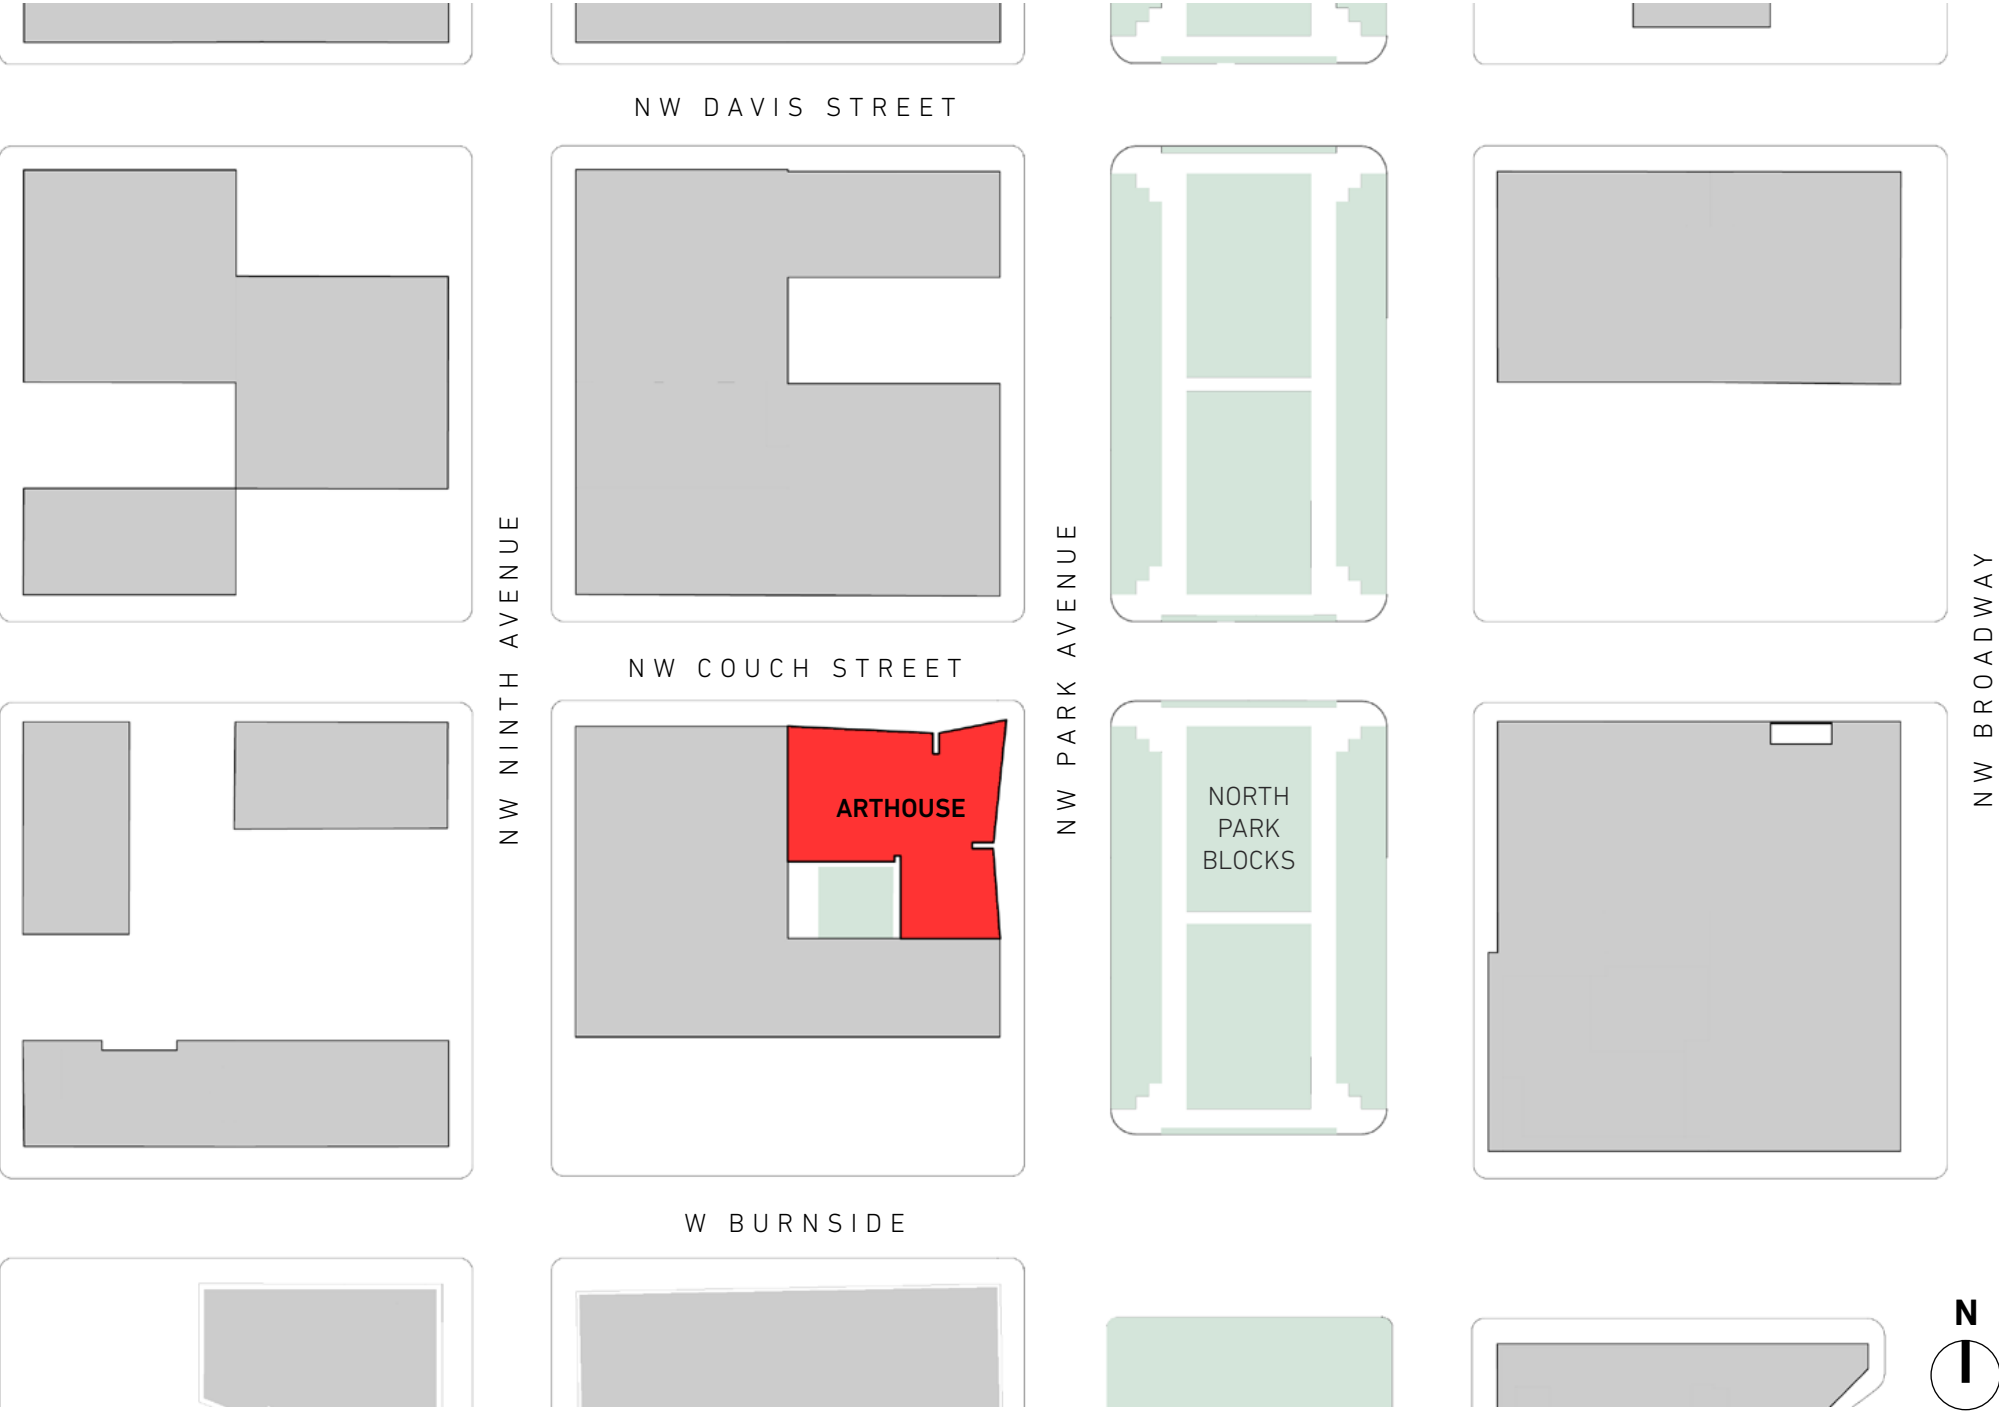 NW DAVIS STREET
NW NINTH AVENUE
NW PARK AVENUE
NW BROADWAY
NW COUCH STREET
ARTHOUSE
NORTH
PARK
BLOCKS
W BURNSIDE
N